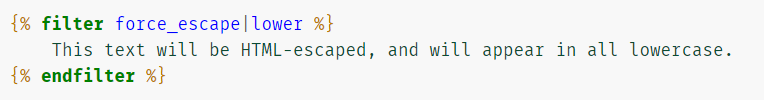 {% filter force_escape|lower %}
    This text will be HTML-escaped, and will appear in all lowercase.
{% endfilter %}